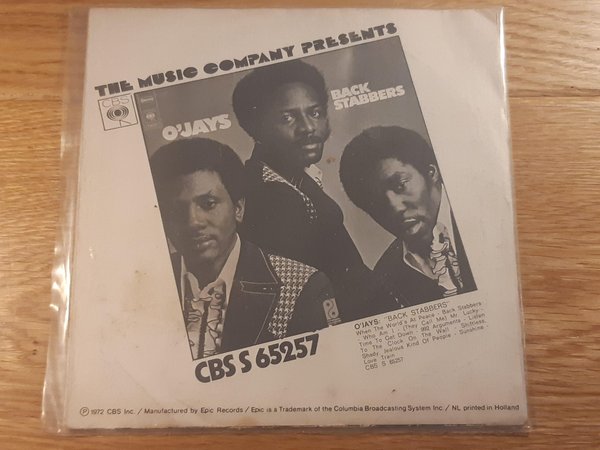 THE MUSIC COMPANY PRESENTS
CBS
O'JAYS
BACK
STABBERS
CBS S 65257
O'JAYS: "BACK STABBERS"
When The World's At Peace - Back Stabbers
- Who Am I - (They Call Me) Mr. Lucky -
Time To Get Down - 992 Arguments - Listen
To The Clock On The Wall - Shiftless,
Shady, Jealous Kind Of People - Sunshine
Love Train
CBS S 65257
Ⓟ 1972 CBS Inc. / Manufactured by Epic Records / Epic is a Trademark of the Columbia Broadcasting System Inc / NL printed in Holland